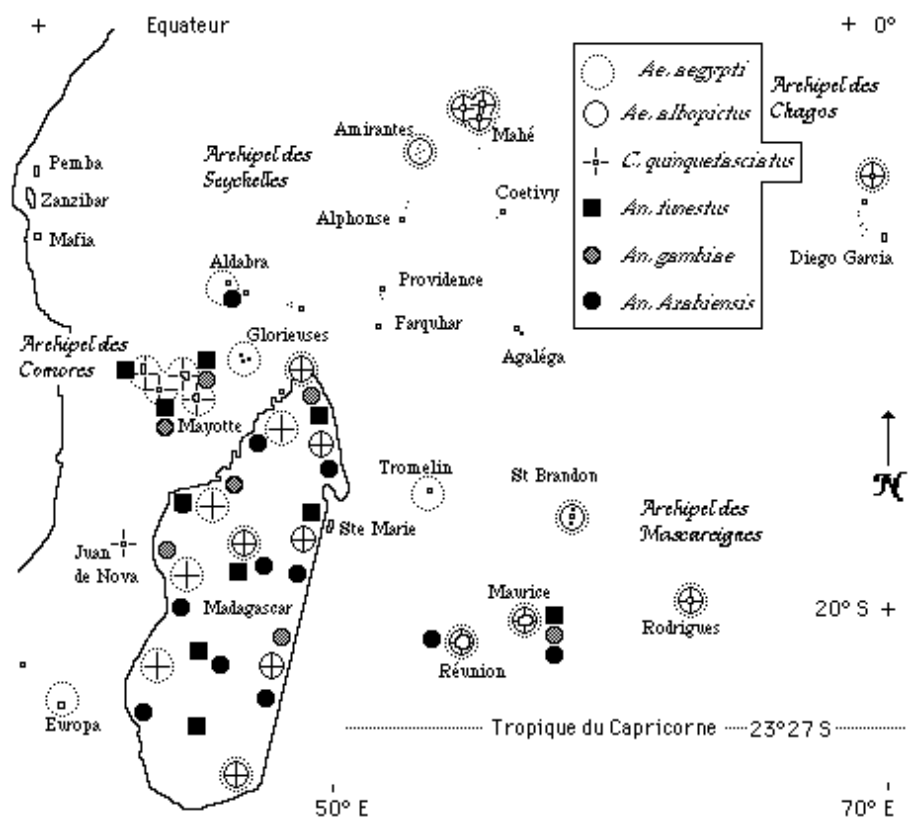 Equateur
0°
Ae. aegypti
Ae. albopictus
C. quinquefasciatus
An. funestus
An. gambiae
An. Arabiensis
Archipel des
Chagos
Amirantes
Mahé
Archipel des
Seychelles
Pemba
Zanzibar
Mafia
Coetivy
Alphonse
Diego Garcia
Aldabra
Providence
Glorieuses
Farquhar
Agaléga
Archipel des
Comores
Mayotte
N
Tromelin
St Brandon
Archipel des
Mascareignes
Ste Marie
Juan
de Nova
Madagascar
Maurice
Rodrigues
20° S
Réunion
Europa
Tropique du Capricorne
23°27 S
50° E
70° E